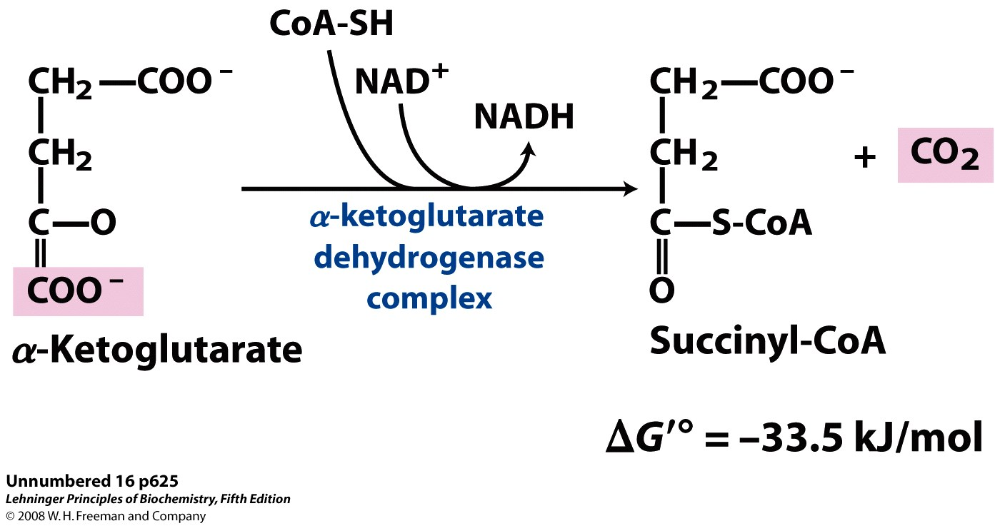 CoA-SH
NAD⁺
NADH
CH₂—COO⁻
CH₂
C—O
COO⁻
α-Ketoglutarate
α-ketoglutarate
dehydrogenase
complex
CH₂—COO⁻
CH₂
C—S-CoA
O
Succinyl-CoA
+
CO₂
ΔG′° = –33.5 kJ/mol
Unnumbered 16 p625
Lehninger Principles of Biochemistry, Fifth Edition
© 2008 W. H. Freeman and Company